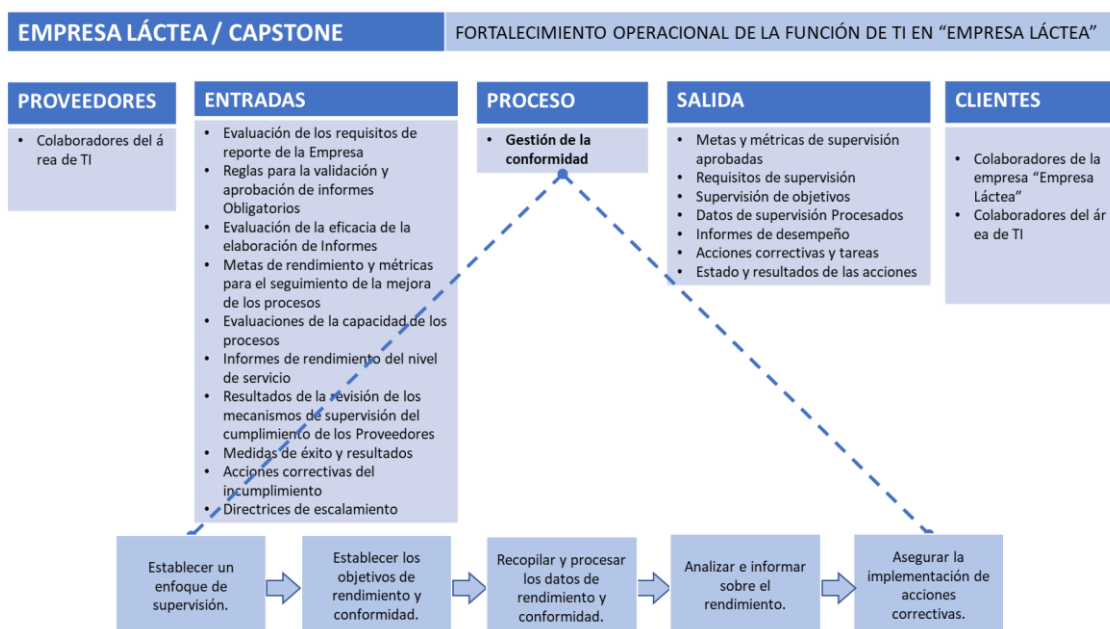 EMPRESA LÁCTEA / CAPSTONE
FORTALECIMIENTO OPERACIONAL DE LA FUNCIÓN DE TI EN “EMPRESA LÁCTEA”
PROVEEDORES
• Colaboradores del á
rea de TI
ENTRADAS
• Evaluación de los requisitos de
reporte de la Empresa
• Reglas para la validación y
aprobación de informes
Obligatorios
• Evaluación de la eficacia de la
elaboración de Informes
• Metas de rendimiento y métricas
para el seguimiento de la mejora
de los procesos
• Evaluaciones de la capacidad de los
procesos
• Informes de rendimiento del nivel
de servicio
• Resultados de la revisión de los
mecanismos de supervisión del
cumplimiento de los Proveedores
• Medidas de éxito y resultados
• Acciones correctivas del
incumplimiento
• Directrices de escalamiento
PROCESO
• Gestión de la
conformidad
SALIDA
• Metas y métricas de supervisión
aprobadas
• Requisitos de supervisión
• Supervisión de objetivos
• Datos de supervisión Procesados
• Informes de desempeño
• Acciones correctivas y tareas
• Estado y resultados de las acciones
CLIENTES
• Colaboradores de la
empresa “Empresa
Láctea”
• Colaboradores del ár
ea de TI
Establecer un
enfoque de
supervisión.
Establecer los
objetivos de
rendimiento y
conformidad.
Recopilar y procesar
los datos de
rendimiento y
conformidad.
Analizar e informar
sobre el
rendimiento.
Asegurar la
implementación de
acciones
correctivas.